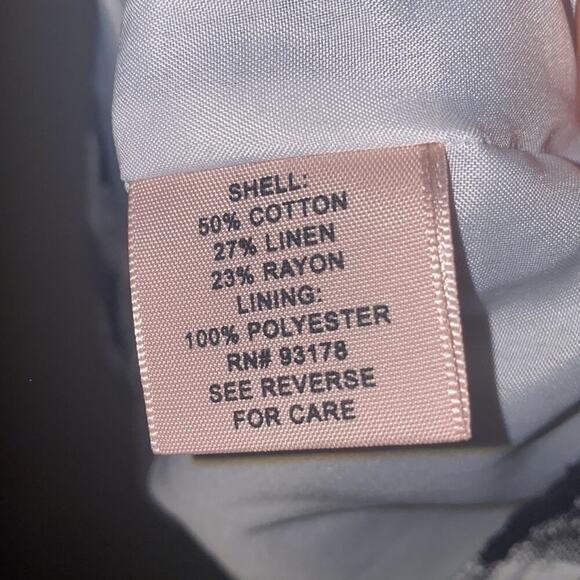 SHELL:
50% COTTON
27% LINEN
23% RAYON
LINING:
100% POLYESTER
RN# 93178
SEE REVERSE
FOR CARE